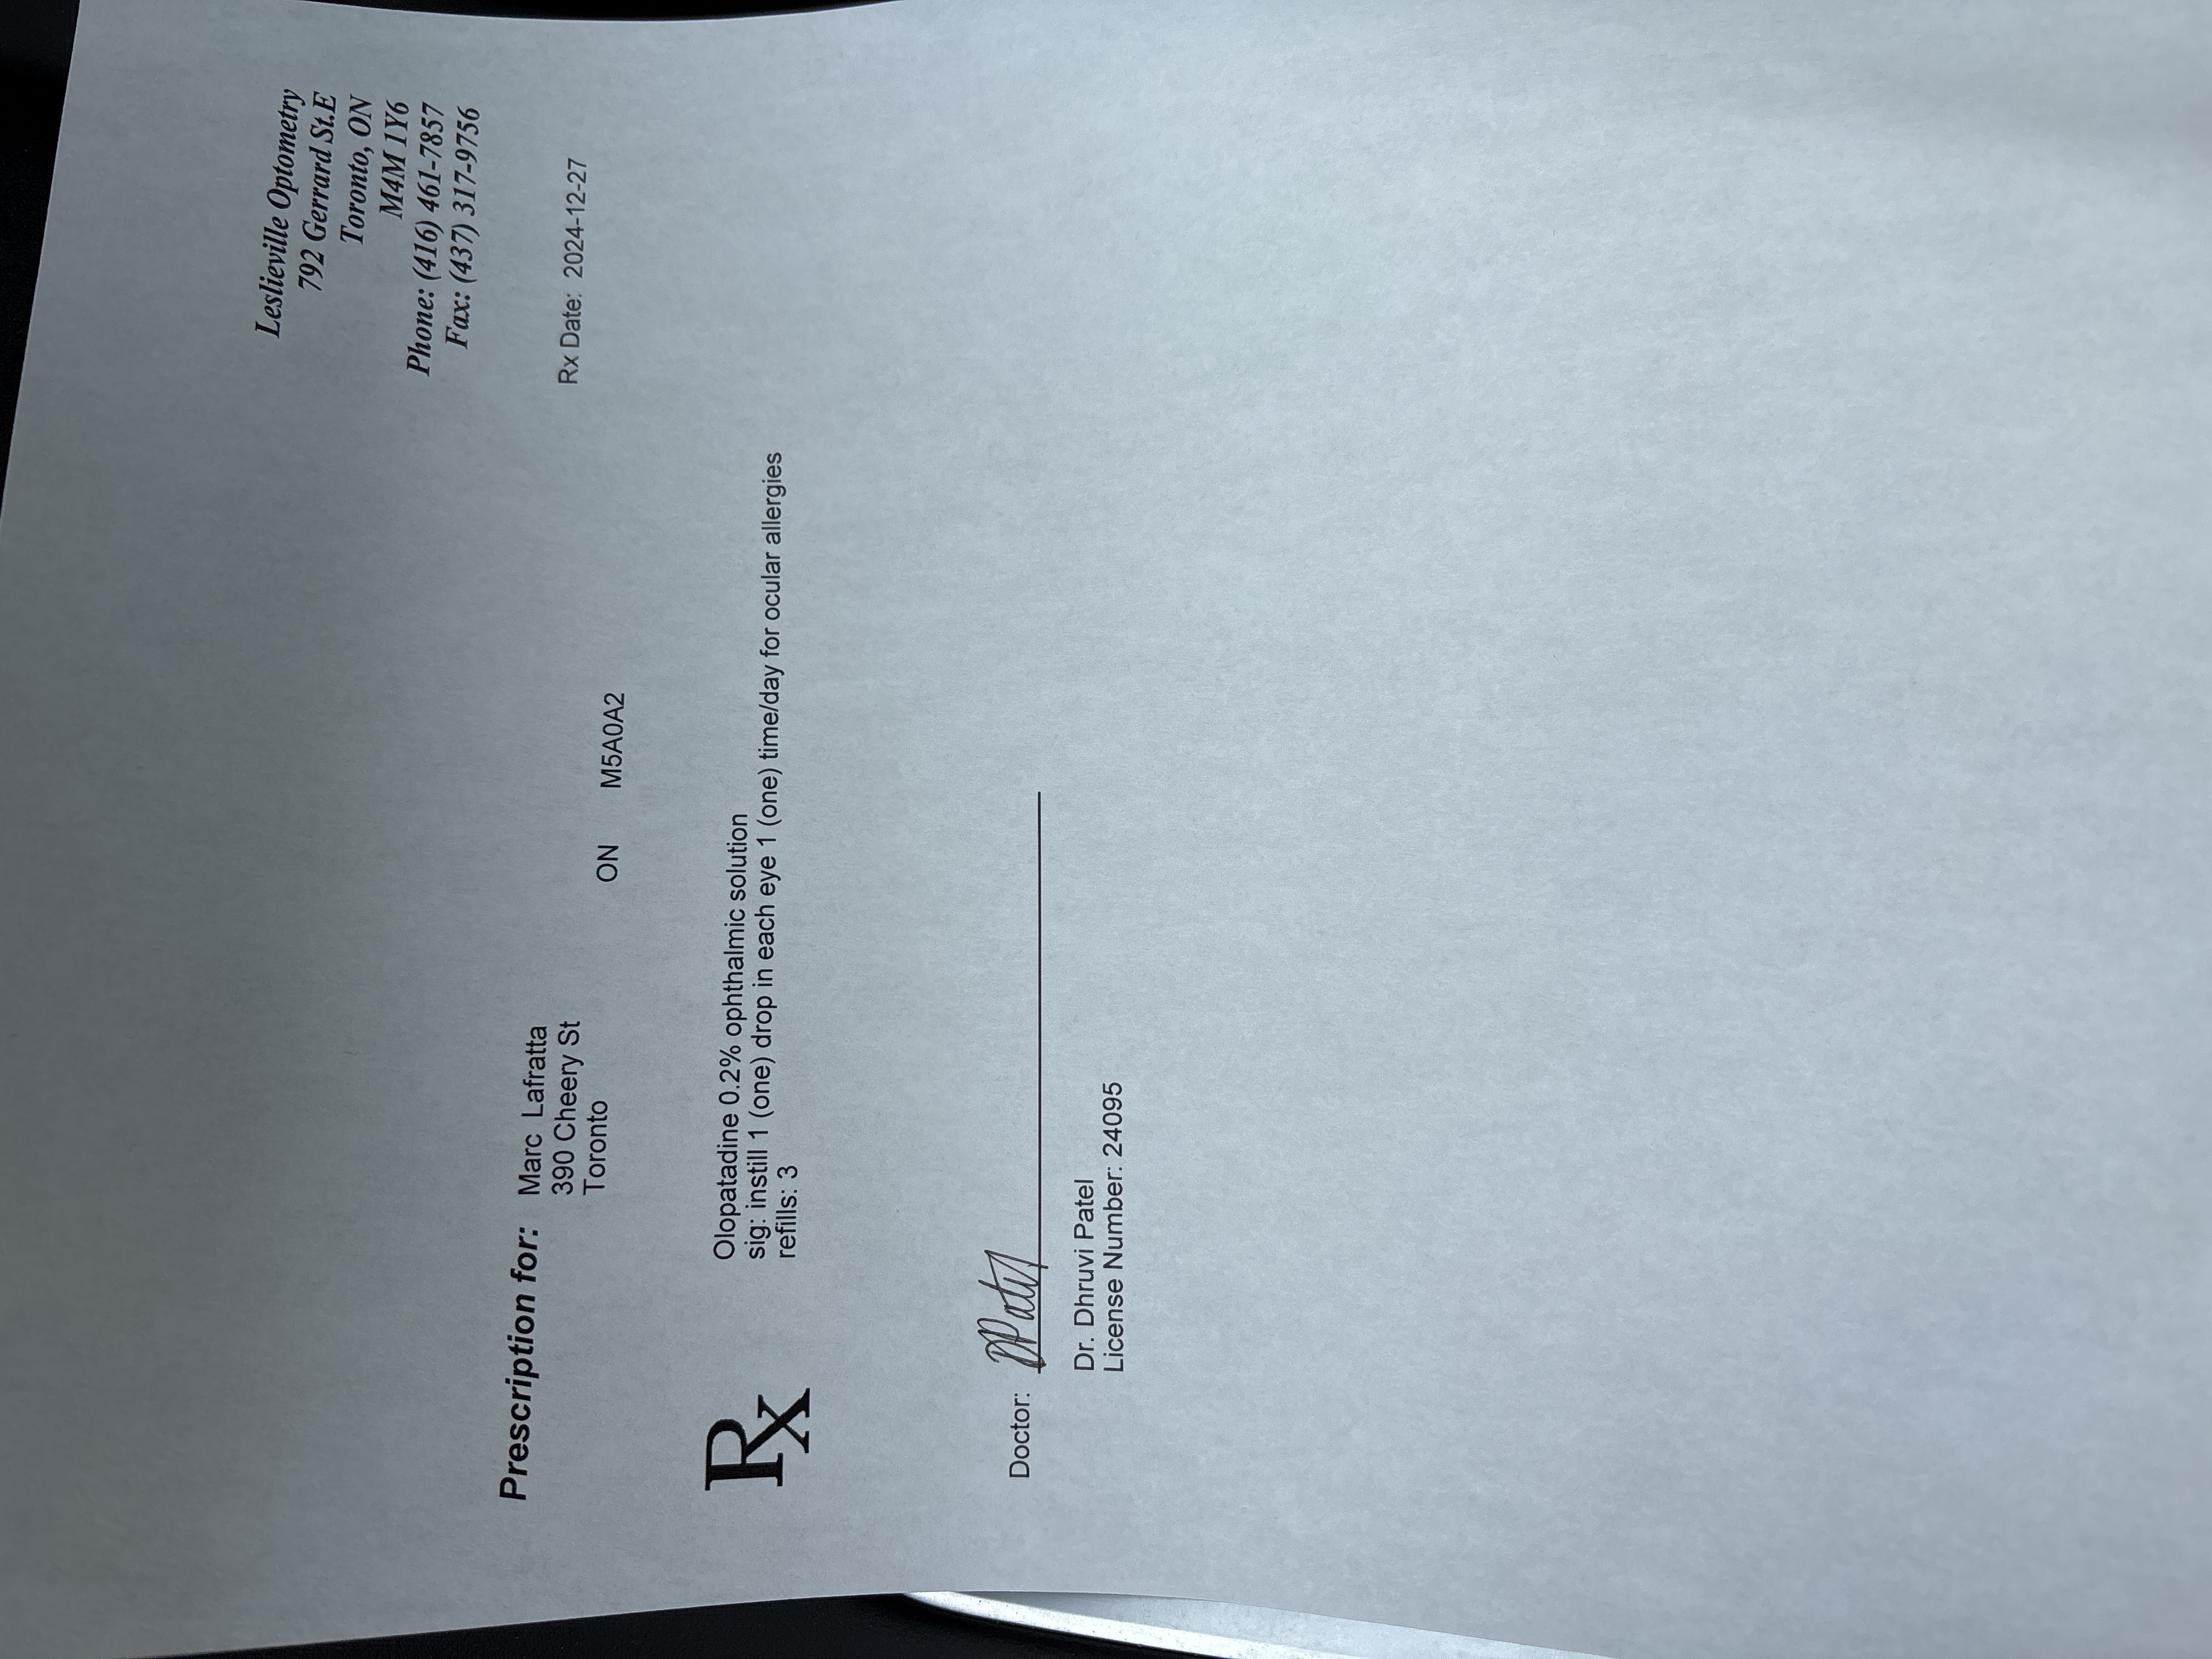 Leslieville Optometry
792 Gerrard St.E
Toronto, ON
M4M 1Y6
Phone: (416) 461-7857
Fax: (437) 317-9756
Prescription for: Marc Lafratta
390 Cheery St
Toronto ON M5A0A2
Rx Date: 2024-12-27
Rx
Olopatadine 0.2% ophthalmic solution
sig: instill 1 (one) drop in each eye 1 (one) time/day for ocular allergies
refills: 3
Doctor: DPatel
Dr. Dhruvi Patel
License Number: 24095